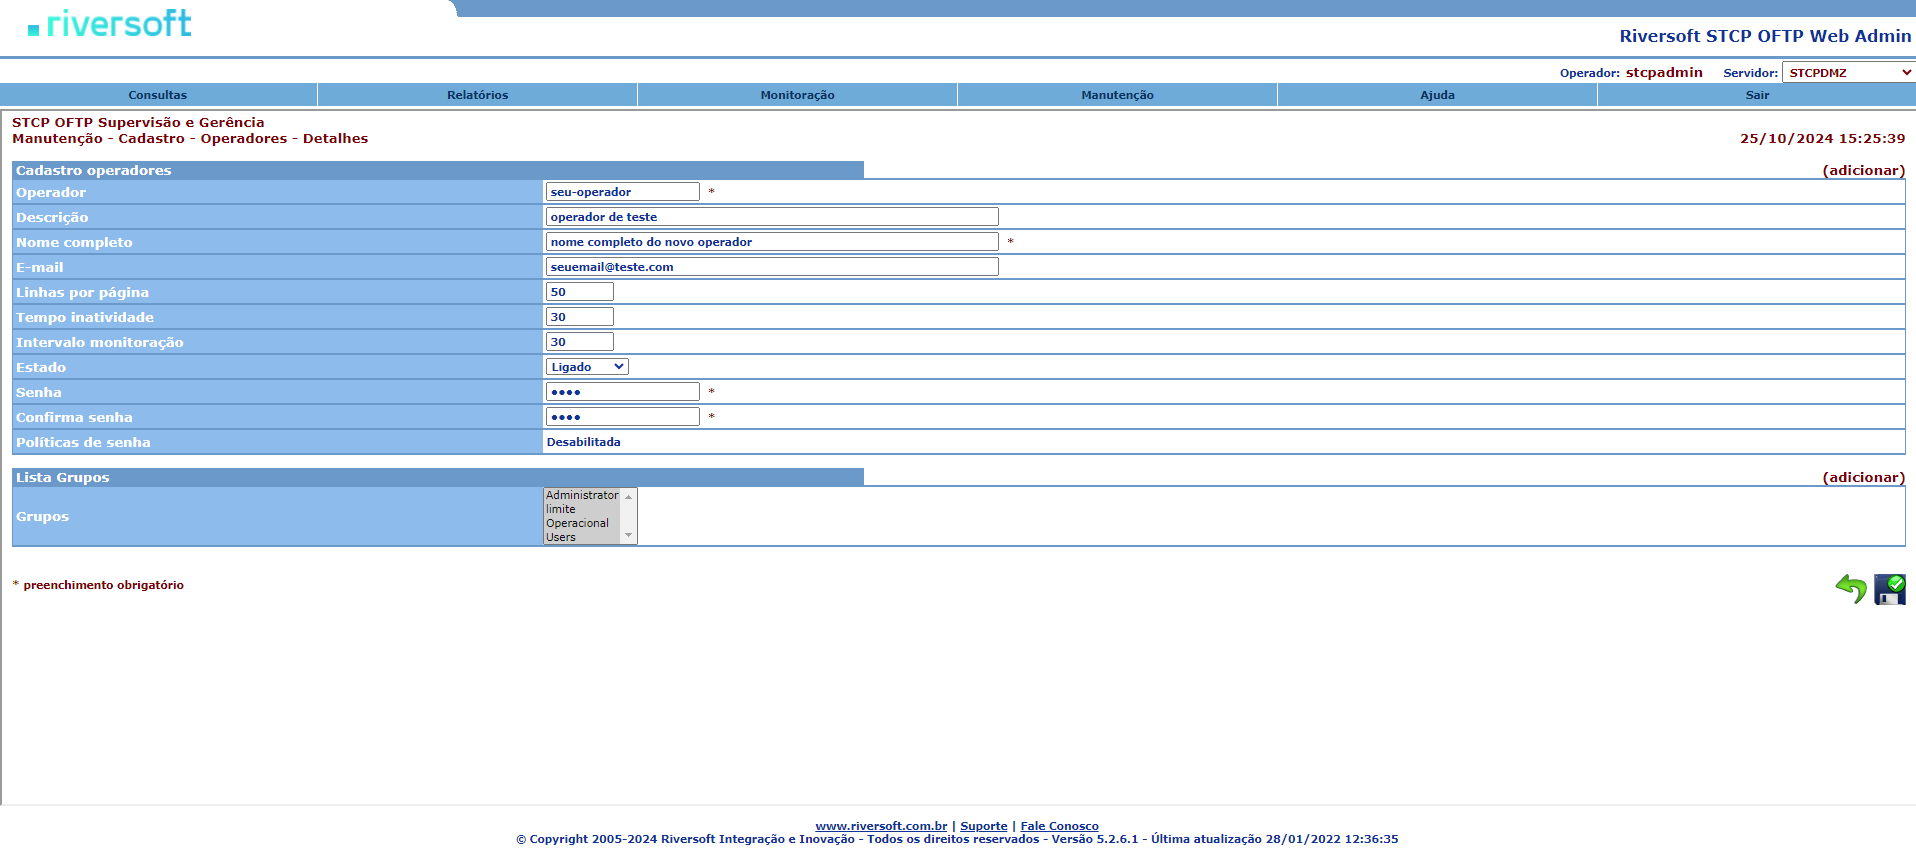 riversoft
Riversoft STCP OFTP Web Admin
Operador: stcpadmin Servidor: STCPDMZ
Consultas Relatórios Monitoração Manutenção Ajuda Sair
STCP OFTP Supervisão e Gerência
Manutenção - Cadastro - Operadores - Detalhes 25/10/2024 15:25:39
Cadastro operadores (adicionar)
Operador seu-operador *
Descrição operador de teste
Nome completo nome completo do novo operador *
E-mail seuemail@teste.com
Linhas por página 50
Tempo inatividade 30
Intervalo monitoração 30
Estado Ligado
Senha •••• *
Confirma senha •••• *
Políticas de senha Desabilitada
Lista Grupos (adicionar)
Grupos
Administrator
limite
Operacional
Users
* preenchimento obrigatório
www.riversoft.com.br | Suporte | Fale Conosco
© Copyright 2005-2024 Riversoft Integração e Inovação - Todos os direitos reservados - Versão 5.2.6.1 - Última atualização 28/01/2022 12:36:35